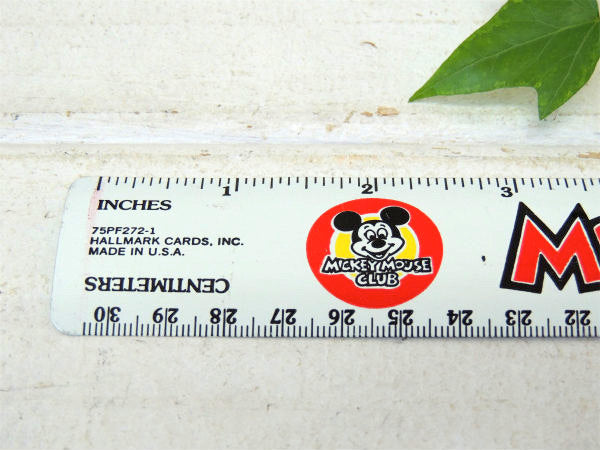 1 2 3
INCHES
75PF272-1
HALLMARK CARDS, INC.
MADE IN U.S.A.
MICKEY MOUSE
CLUB
M
CENTIMETERS
30 29 28 27 26 25 24 23 22